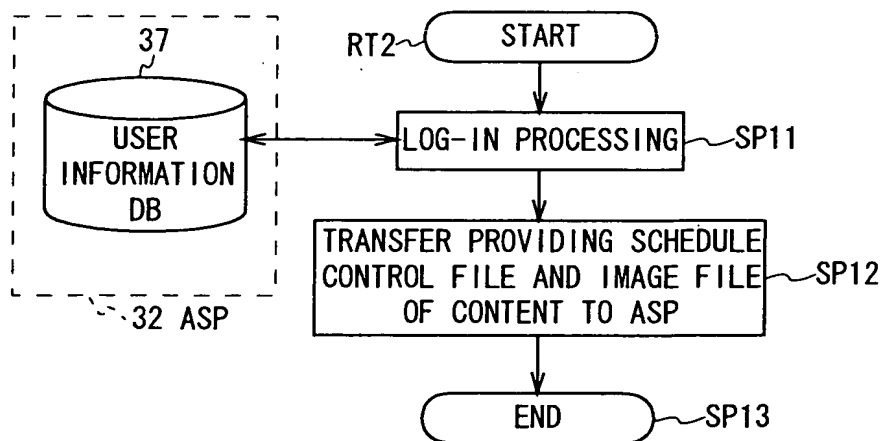 37
USER
INFORMATION
DB
32 ASP
RT2
START
LOG-IN PROCESSING
SP11
TRANSFER PROVIDING SCHEDULE
CONTROL FILE AND IMAGE FILE
OF CONTENT TO ASP
SP12
END
SP13